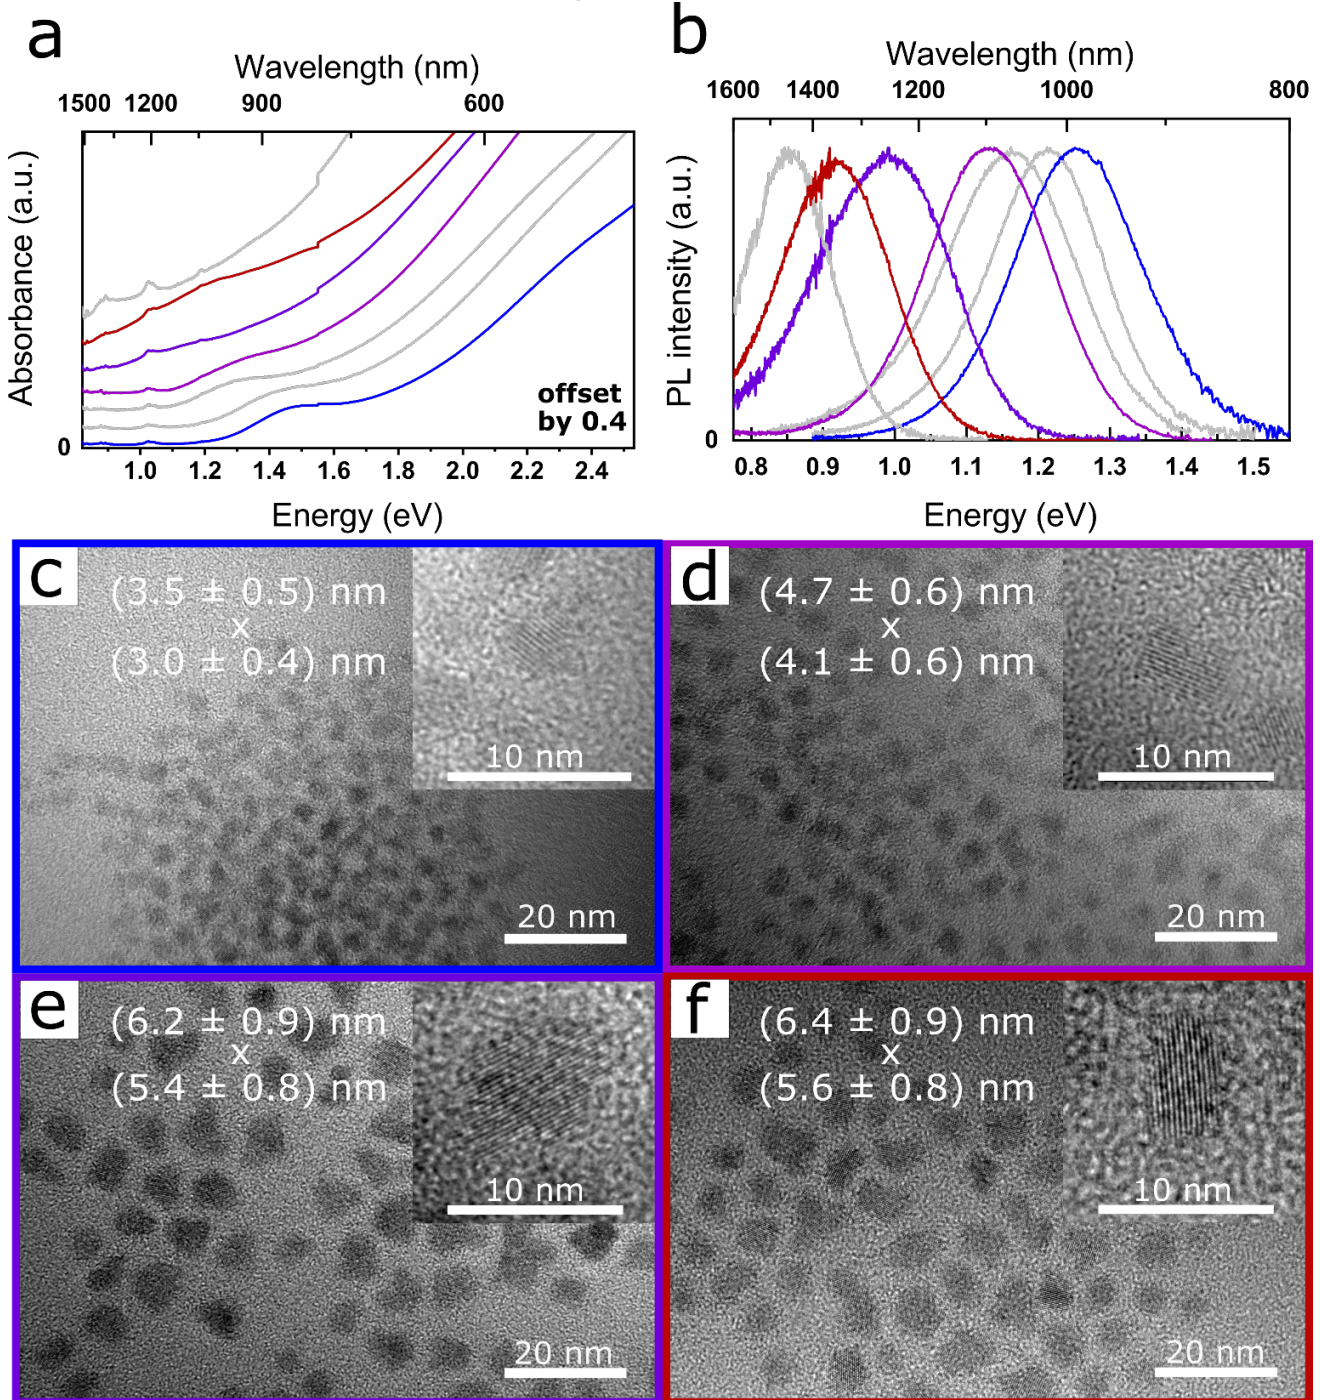 a
Wavelength (nm)
1500 1200 900 600
Absorbance (a.u.)
0
offset
by 0.4
1.0 1.2 1.4 1.6 1.8 2.0 2.2 2.4
Energy (eV)
b
Wavelength (nm)
1600 1400 1200 1000 800
PL intensity (a.u.)
0
0.8 0.9 1.0 1.1 1.2 1.3 1.4 1.5
Energy (eV)
c
(3.5 ± 0.5) nm
x
(3.0 ± 0.4) nm
10 nm
20 nm
d
(4.7 ± 0.6) nm
x
(4.1 ± 0.6) nm
10 nm
20 nm
e
(6.2 ± 0.9) nm
x
(5.4 ± 0.8) nm
10 nm
20 nm
f
(6.4 ± 0.9) nm
x
(5.6 ± 0.8) nm
10 nm
20 nm